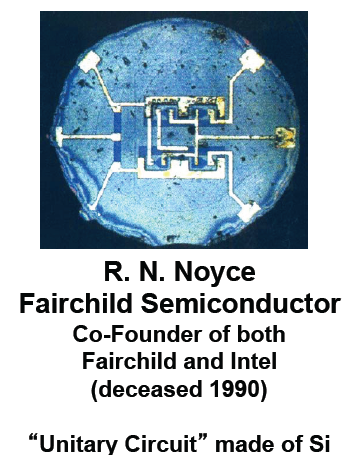 R. N. Noyce
Fairchild Semiconductor
Co-Founder of both
Fairchild and Intel
(deceased 1990)
“Unitary Circuit” made of Si